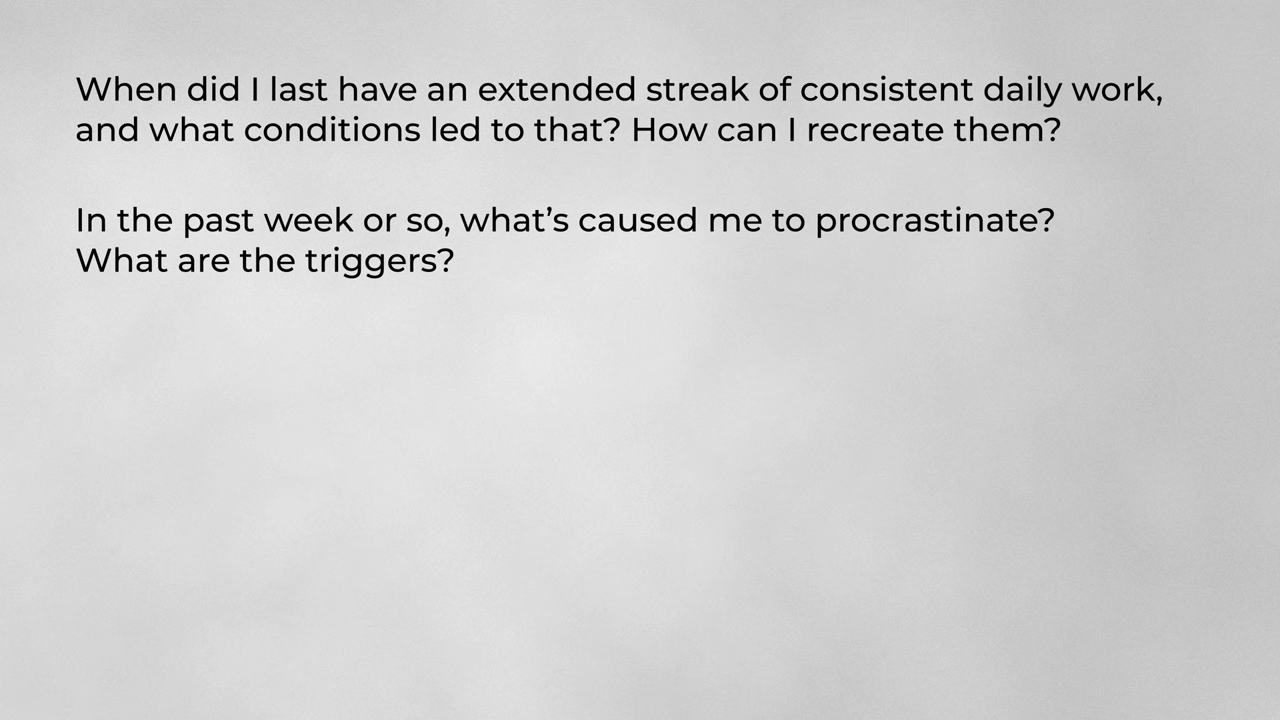 When did I last have an extended streak of consistent daily work,
and what conditions led to that? How can I recreate them?
In the past week or so, what’s caused me to procrastinate?
What are the triggers?